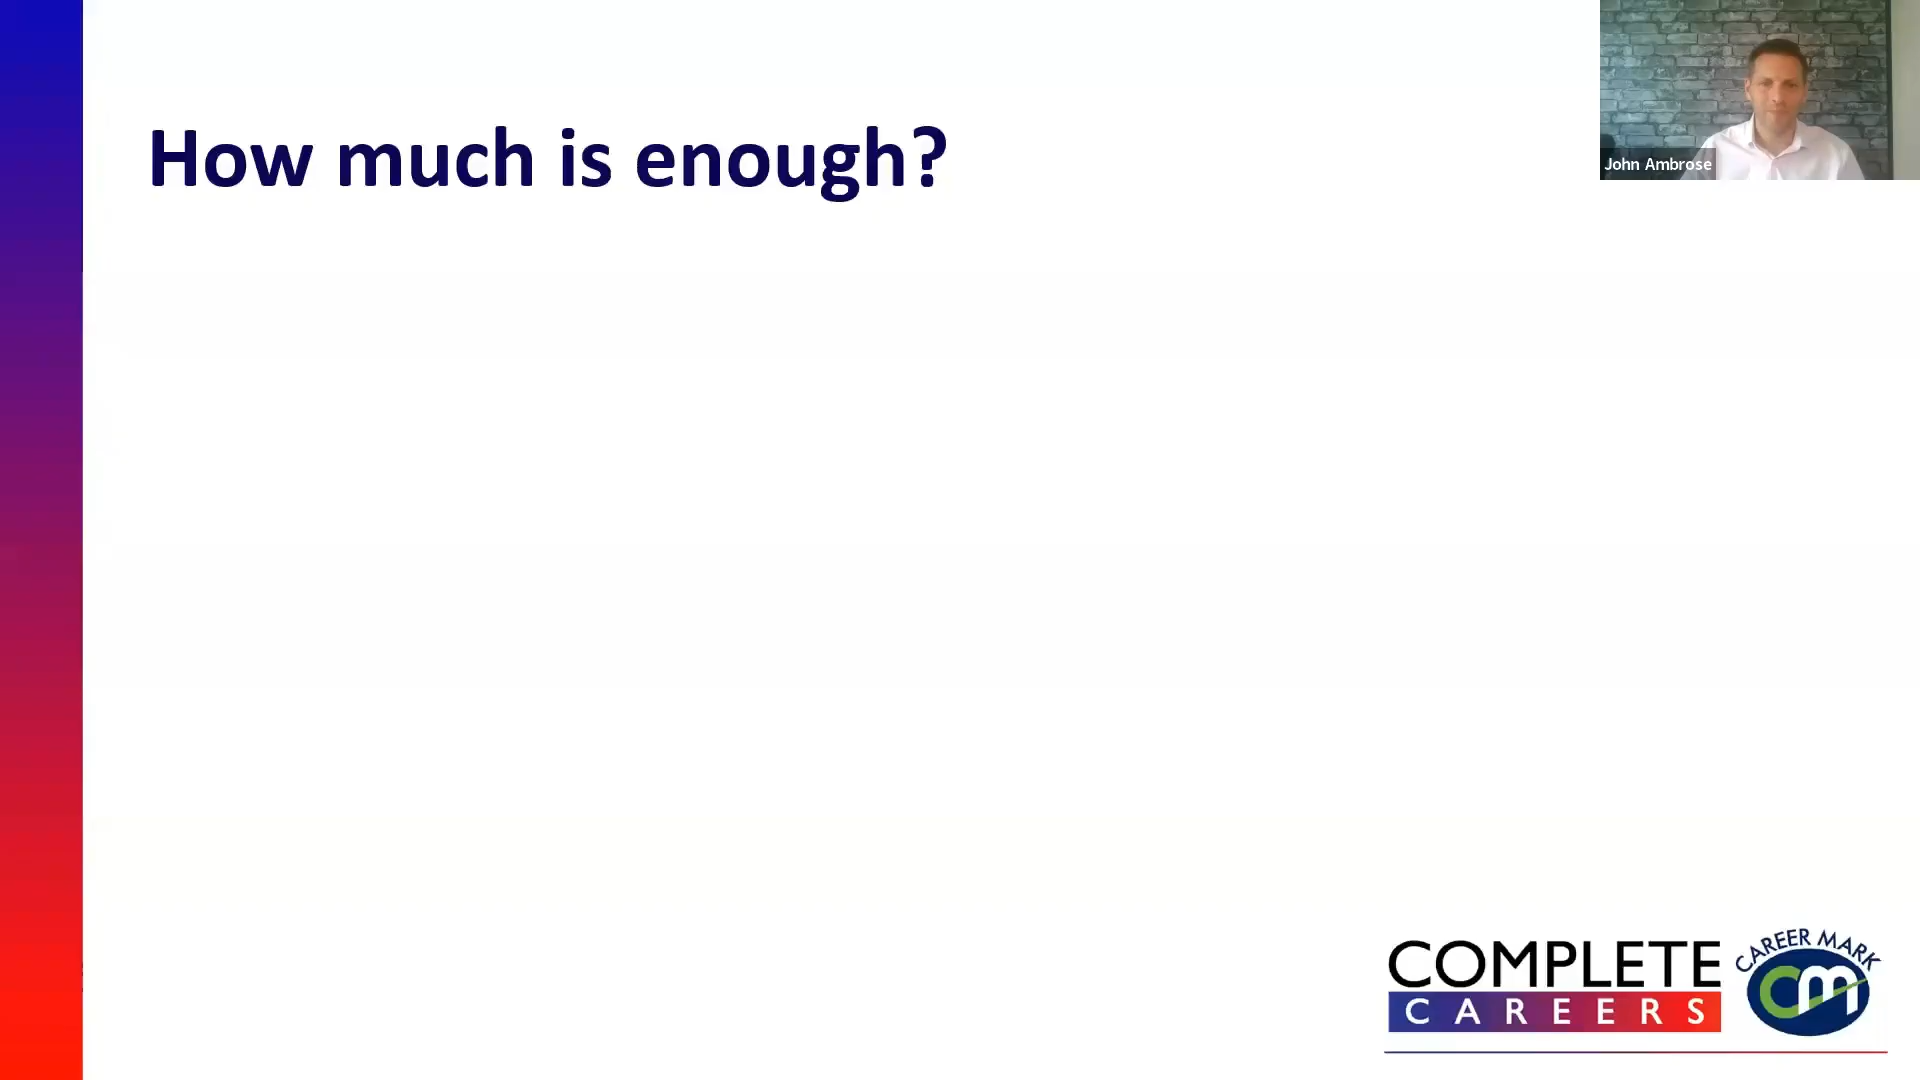 How much is enough?
John Ambrose
COMPLETE
CAREERS
CAREER MARK
cm